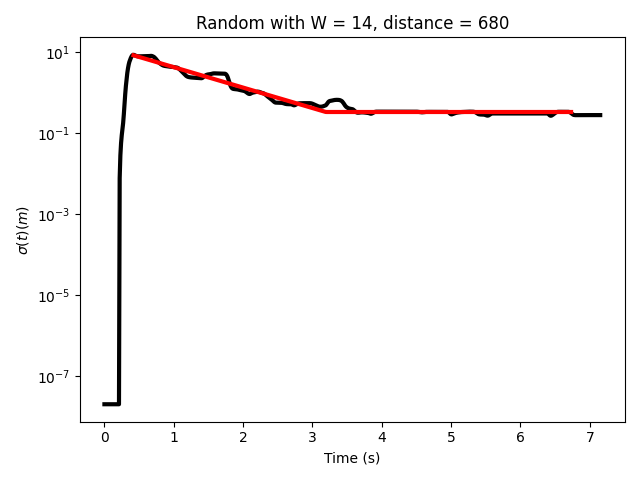 Random with W = 14, distance = 680
10^1
10^-1
10^-3
10^-5
10^-7
σ(t)(m)
0 1 2 3 4 5 6 7
Time (s)